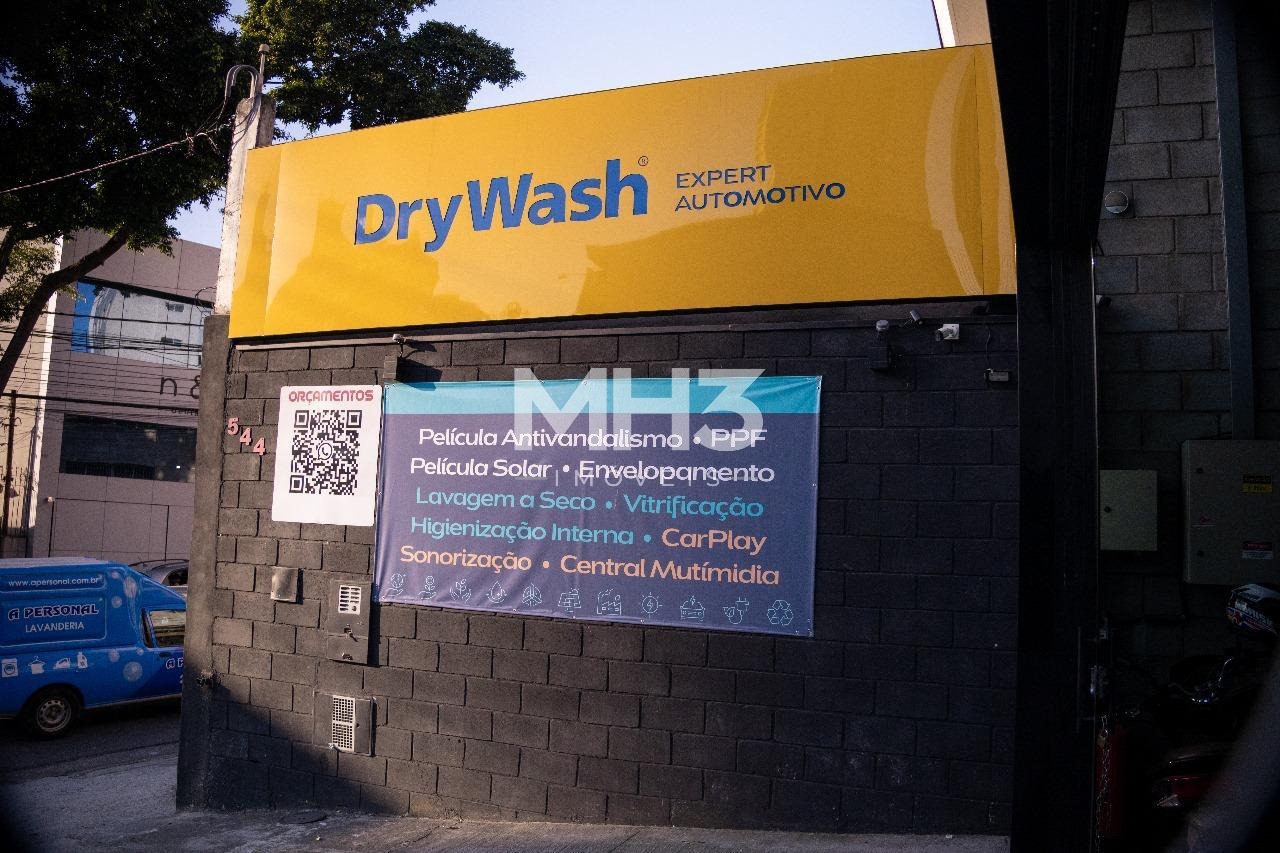 DryWash®
EXPERT
AUTOMOTIVO
ORÇAMENTOS
544
MH3
IMÓVEIS
Película Antivandalismo • PPF
Película Solar • Envelopamento
Lavagem a Seco • Vitrificação
Higienização Interna • CarPlay
Sonorização • Central Mutímidia
www.apersonal.com.br
A PERSONAL
LAVANDERIA